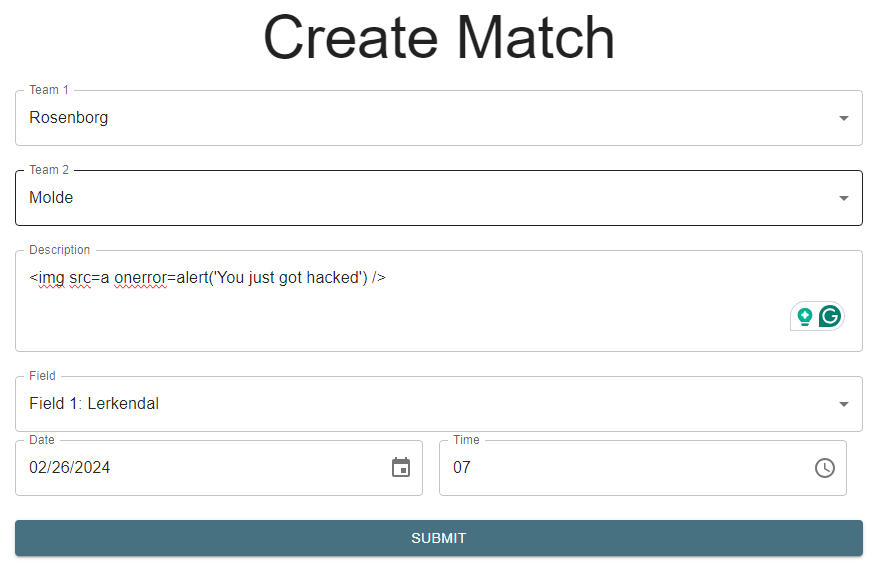 Create Match
Team 1
Rosenborg
Team 2
Molde
Description
<img src=a onerror=alert('You just got hacked') />
Field
Field 1: Lerkendal
Date
02/26/2024
Time
07
SUBMIT